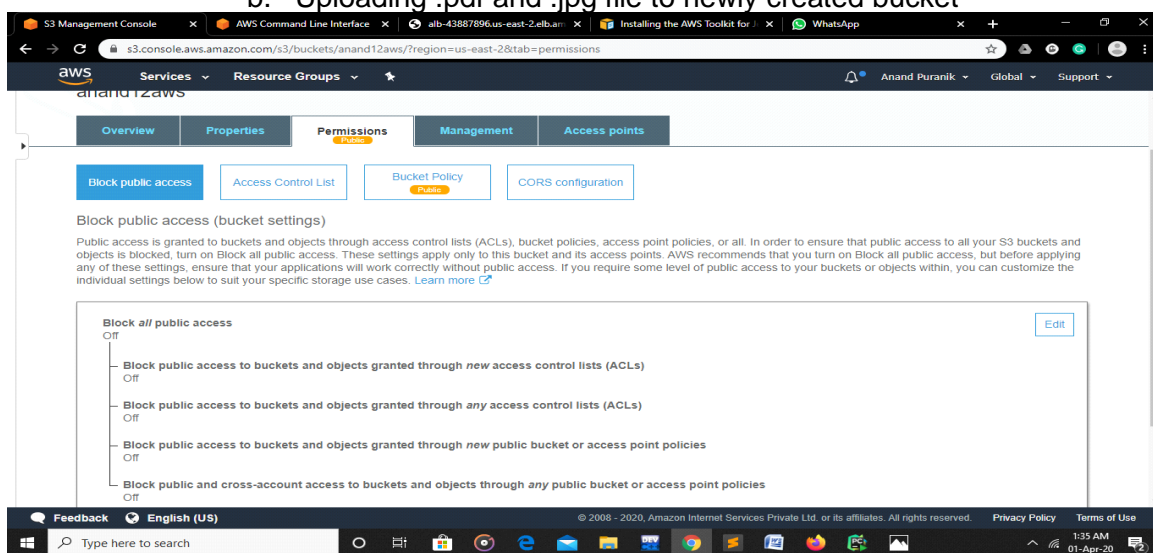 b. Uploading .pdf and .jpg file to newly created bucket
S3 Management Console × AWS Command Line Interface × alb-43887896.us-east-2.elb.am × Installing the AWS Toolkit for J × WhatsApp ×
s3.console.aws.amazon.com/s3/buckets/anand12aws/?region=us-east-2&tab=permissions
aws Services Resource Groups Anand Puranik Global Support
anand12aws
Overview Properties Permissions Management Access points
Public
Block public access Access Control List Bucket Policy CORS configuration
Public
Block public access (bucket settings)
Public access is granted to buckets and objects through access control lists (ACLs), bucket policies, access point policies, or all. In order to ensure that public access to all your S3 buckets and
objects is blocked, turn on Block all public access. These settings apply only to this bucket and its access points. AWS recommends that you turn on Block all public access, but before applying
any of these settings, ensure that your applications will work correctly without public access. If you require some level of public access to your buckets or objects within, you can customize the
individual settings below to suit your specific storage use cases. Learn more
Block all public access Edit
Off
Block public access to buckets and objects granted through new access control lists (ACLs)
Off
Block public access to buckets and objects granted through any access control lists (ACLs)
Off
Block public access to buckets and objects granted through new public bucket or access point policies
Off
Block public and cross-account access to buckets and objects through any public bucket or access point policies
Off
Feedback English (US) © 2008 - 2020, Amazon Internet Services Private Ltd. or its affiliates. All rights reserved. Privacy Policy Terms of Use
Type here to search 1:35 AM
01-Apr-20